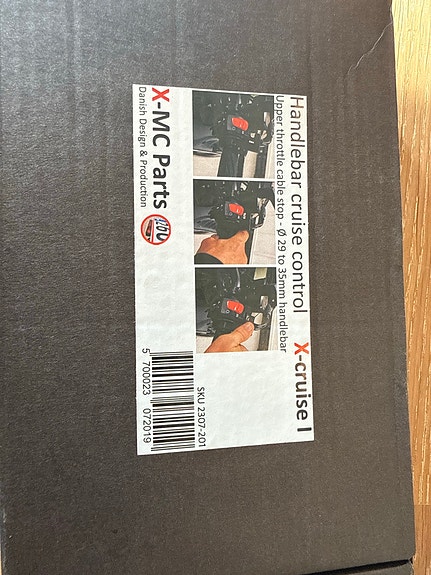 Handlebar cruise control X-cruise I
Upper throttle cable stop - Ø 29 to 35mm handlebar
X-MC Parts
Danish Design & Production
SKU 2307-201
5 700023 072019